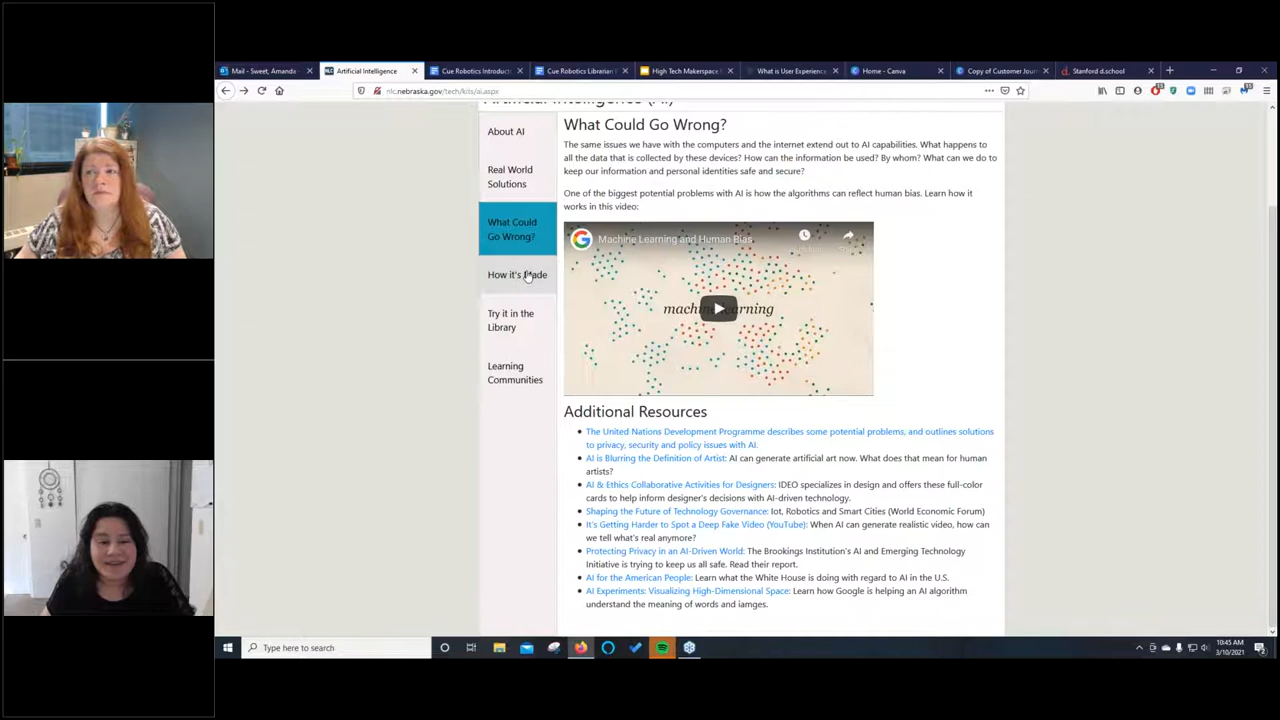 Mail - Sweet, Amanda
Artificial Intelligence
Cue Robotics Introduct
Cue Robotics Librarian
High Tech Makerspace
What is User Experience
Home - Canva
Copy of Customer Jour
Stanford d.school
nlc.nebraska.gov/tech/kits/ai.aspx
Artificial Intelligence (AI)
About AI
Real World
Solutions
What Could
Go Wrong?
How it's Made
Try it in the
Library
Learning
Communities
What Could Go Wrong?
The same issues we have with the computers and the internet extend out to AI capabilities. What happens to
all the data that is collected by these devices? How can the information be used? By whom? What can we do to
keep our information and personal identities safe and secure?
One of the biggest potential problems with AI is how the algorithms can reflect human bias. Learn how it
works in this video:
Machine Learning and Human Bias
machine learning
Additional Resources
The United Nations Development Programme describes some potential problems, and outlines solutions
to privacy, security and policy issues with AI.
AI is Blurring the Definition of Artist: AI can generate artificial art now. What does that mean for human
artists?
AI & Ethics Collaborative Activities for Designers: IDEO specializes in design and offers these full-color
cards to help inform designer's decisions with AI-driven technology.
Shaping the Future of Technology Governance: Iot, Robotics and Smart Cities (World Economic Forum)
It's Getting Harder to Spot a Deep Fake Video (YouTube): When AI can generate realistic video, how can
we tell what's real anymore?
Protecting Privacy in an AI-Driven World: The Brookings Institution's AI and Emerging Technology
Initiative is trying to keep us all safe. Read their report.
AI for the American People: Learn what the White House is doing with regard to AI in the U.S.
AI Experiments: Visualizing High-Dimensional Space: Learn how Google is helping an AI algorithm
understand the meaning of words and iamges.
Type here to search
10:45 AM
3/10/2021